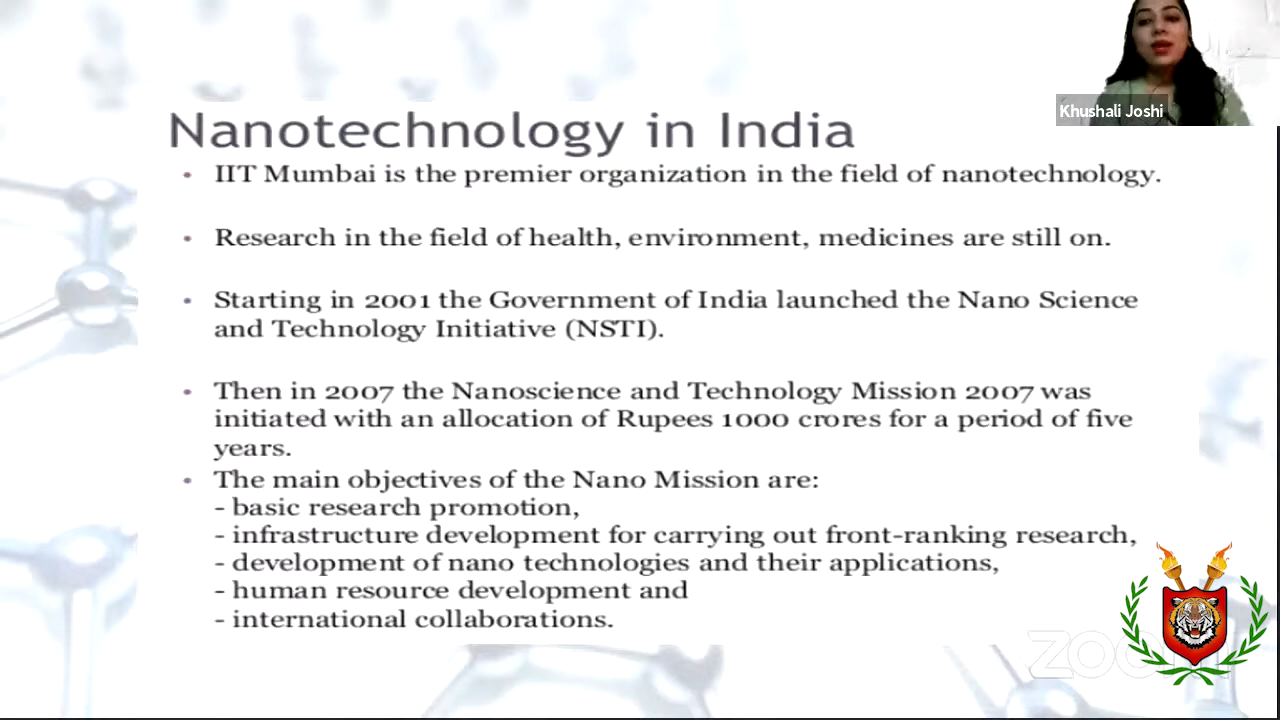 Khushali Joshi
Nanotechnology in India
• IIT Mumbai is the premier organization in the field of nanotechnology.
• Research in the field of health, environment, medicines are still on.
• Starting in 2001 the Government of India launched the Nano Science
and Technology Initiative (NSTI).
• Then in 2007 the Nanoscience and Technology Mission 2007 was
initiated with an allocation of Rupees 1000 crores for a period of five
years.
• The main objectives of the Nano Mission are:
- basic research promotion,
- infrastructure development for carrying out front-ranking research,
- development of nano technologies and their applications,
- human resource development and
- international collaborations.
zoom